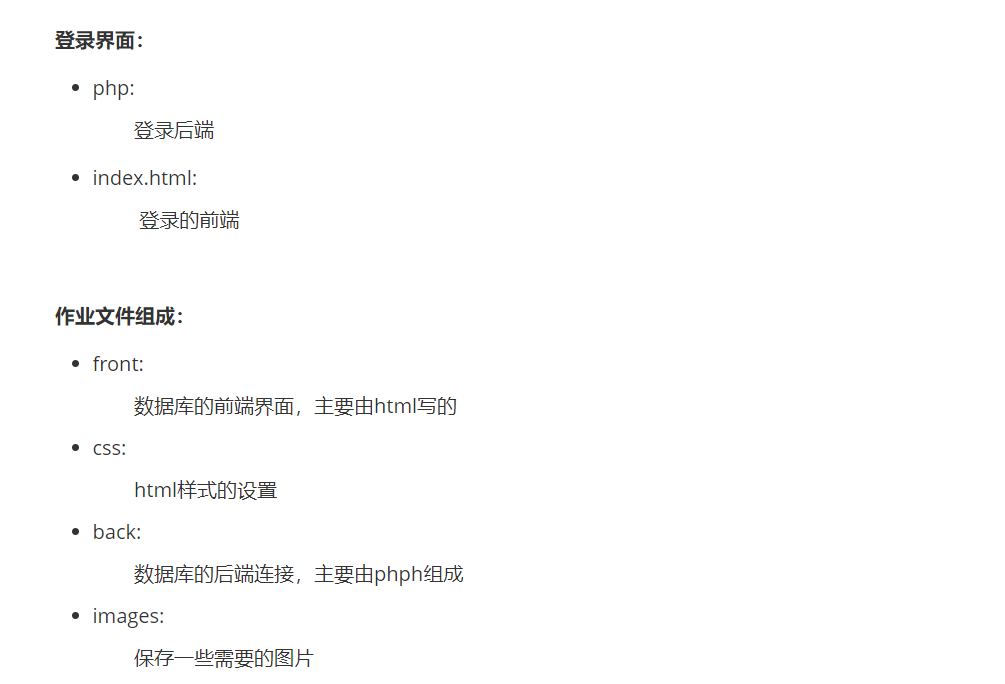 登录界面：
php:
登录后端
index.html:
登录的前端
作业文件组成：
front:
数据库的前端界面，主要由html写的
css:
html样式的设置
back:
数据库的后端连接，主要由phph组成
images:
保存一些需要的图片